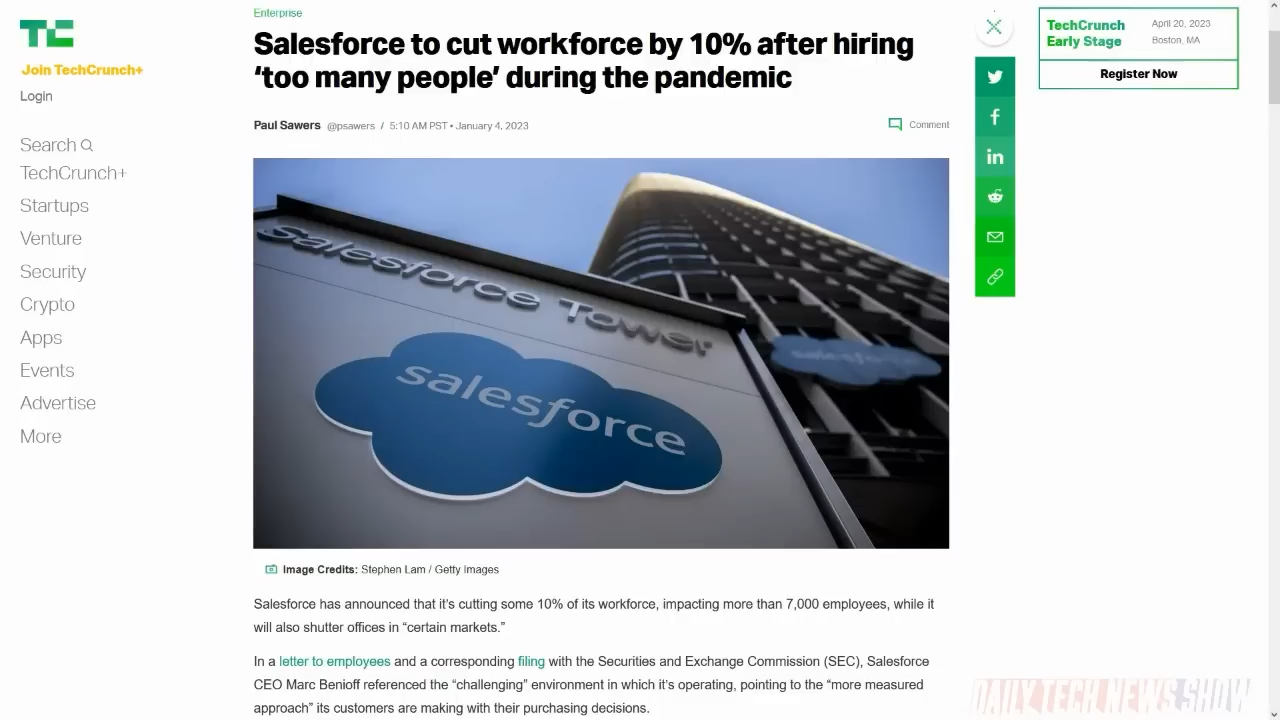 TC
Join TechCrunch+
Login
Search
TechCrunch+
Startups
Venture
Security
Crypto
Apps
Events
Advertise
More
Enterprise
Salesforce to cut workforce by 10% after hiring
‘too many people’ during the pandemic
Paul Sawers @psawers / 5:10 AM PST • January 4, 2023
Comment
Salesforce Tower
salesforce
salesforce
Image Credits: Stephen Lam / Getty Images
Salesforce has announced that it’s cutting some 10% of its workforce, impacting more than 7,000 employees, while it
will also shutter offices in “certain markets.”
In a letter to employees and a corresponding filing with the Securities and Exchange Commission (SEC), Salesforce
CEO Marc Benioff referenced the “challenging” environment in which it’s operating, pointing to the “more measured
approach” its customers are making with their purchasing decisions.
f
in
TechCrunch
Early Stage
April 20, 2023
Boston, MA
Register Now
DAILY TECH NEWS SHOW